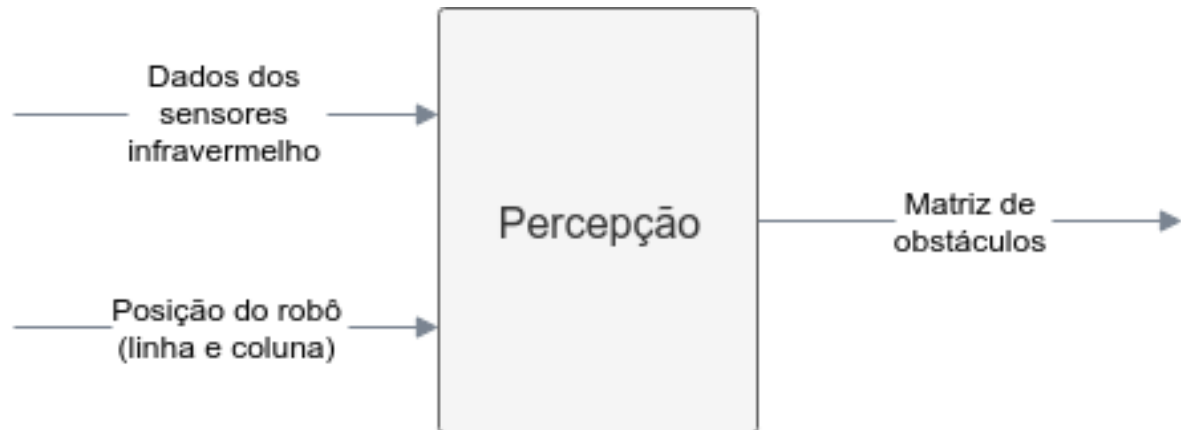 Dados dos
sensores
infravermelho
Percepção
Matriz de
obstáculos
Posição do robô
(linha e coluna)